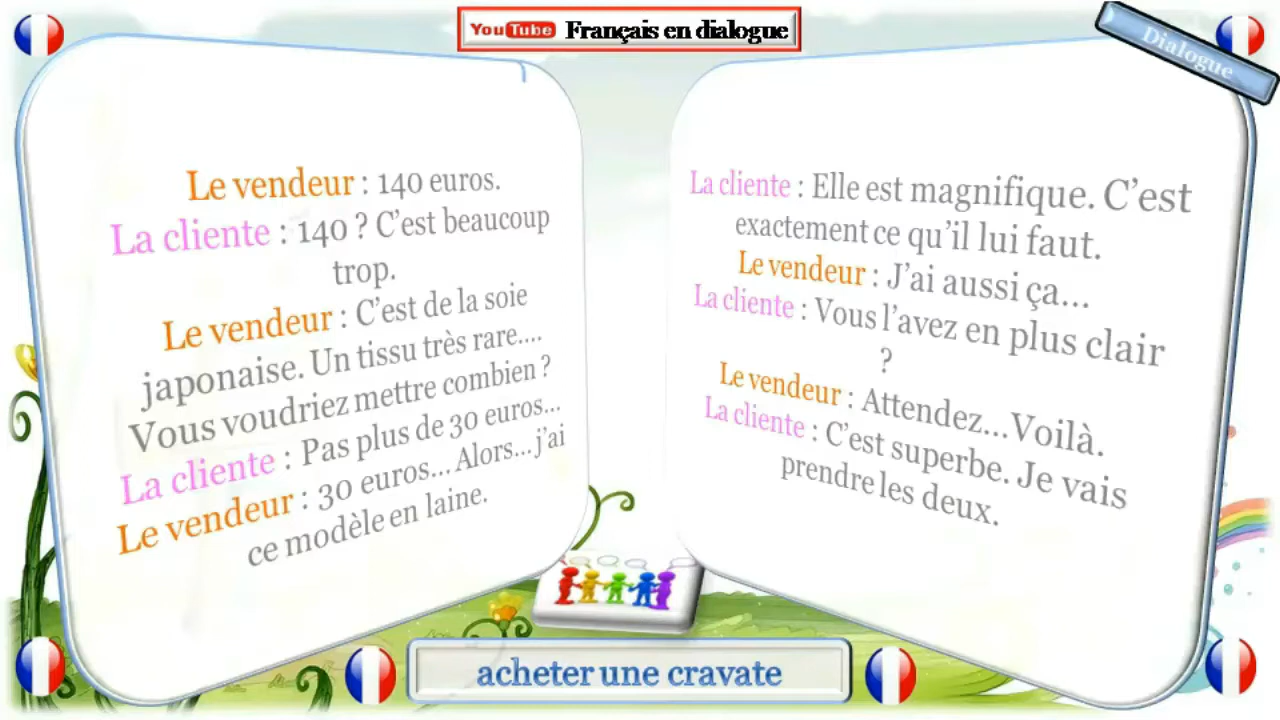 YouTube Français en dialogue
Dialogue
Le vendeur : 140 euros.
La cliente : 140 ? C’est beaucoup
trop.
Le vendeur : C’est de la soie
japonaise. Un tissu très rare....
Vous voudriez mettre combien ?
La cliente : Pas plus de 30 euros...
Le vendeur : 30 euros... Alors...j’ai
ce modèle en laine.
La cliente : Elle est magnifique. C’est
exactement ce qu’il lui faut.
Le vendeur : J’ai aussi ça...
La cliente : Vous l’avez en plus clair
?
Le vendeur : Attendez...Voilà.
La cliente : C’est superbe. Je vais
prendre les deux.
acheter une cravate